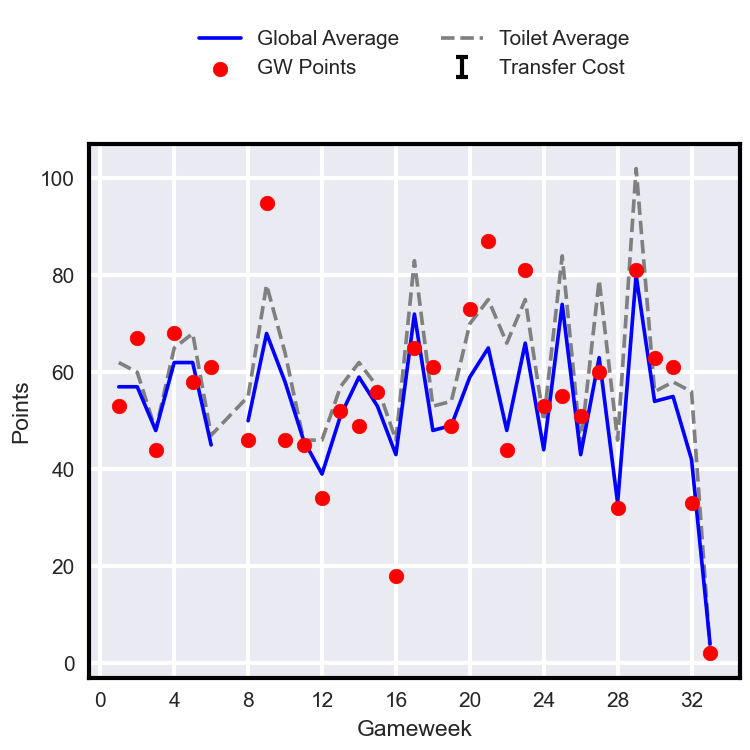 Global Average
Toilet Average
GW Points
Transfer Cost
100
80
60
40
20
0
Points
0 4 8 12 16 20 24 28 32
Gameweek